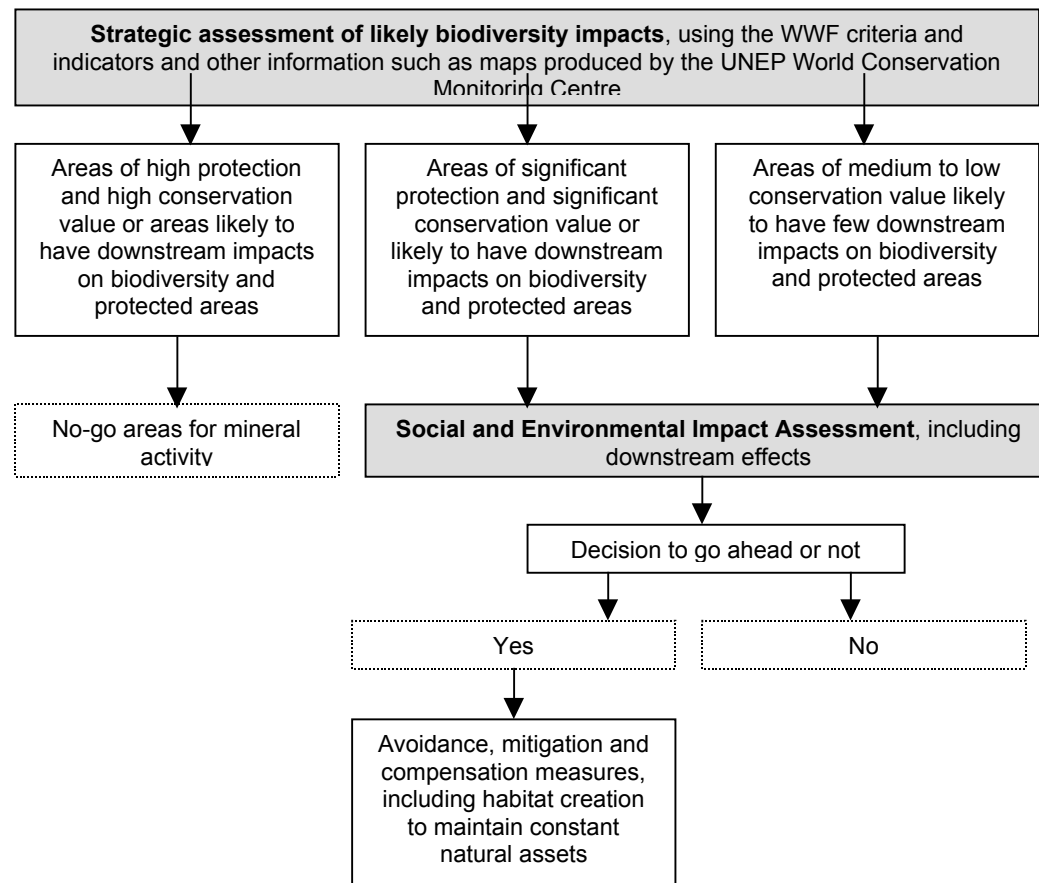 Strategic assessment of likely biodiversity impacts, using the WWF criteria and
indicators and other information such as maps produced by the UNEP World Conservation
Monitoring Centre
Areas of high protection
and high conservation
value or areas likely to
have downstream impacts
on biodiversity and
protected areas
Areas of significant
protection and significant
conservation value or
likely to have downstream
impacts on biodiversity
and protected areas
Areas of medium to low
conservation value likely
to have few downstream
impacts on biodiversity
and protected areas
No-go areas for mineral
activity
Social and Environmental Impact Assessment, including
downstream effects
Decision to go ahead or not
Yes
No
Avoidance, mitigation and
compensation measures,
including habitat creation
to maintain constant
natural assets